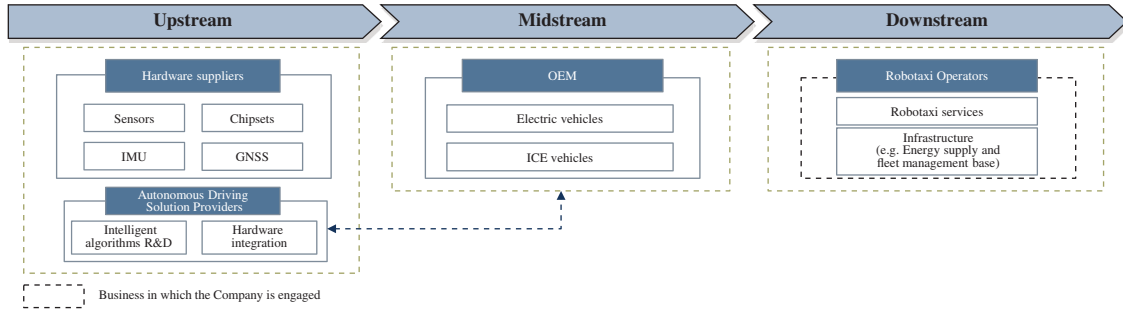 Upstream
Midstream
Downstream
Hardware suppliers
Sensors
Chipsets
IMU
GNSS
Autonomous Driving
Solution Providers
Intelligent
algorithms R&D
Hardware
integration
OEM
Electric vehicles
ICE vehicles
Robotaxi Operators
Robotaxi services
Infrastructure
(e.g. Energy supply and
fleet management base)
Business in which the Company is engaged